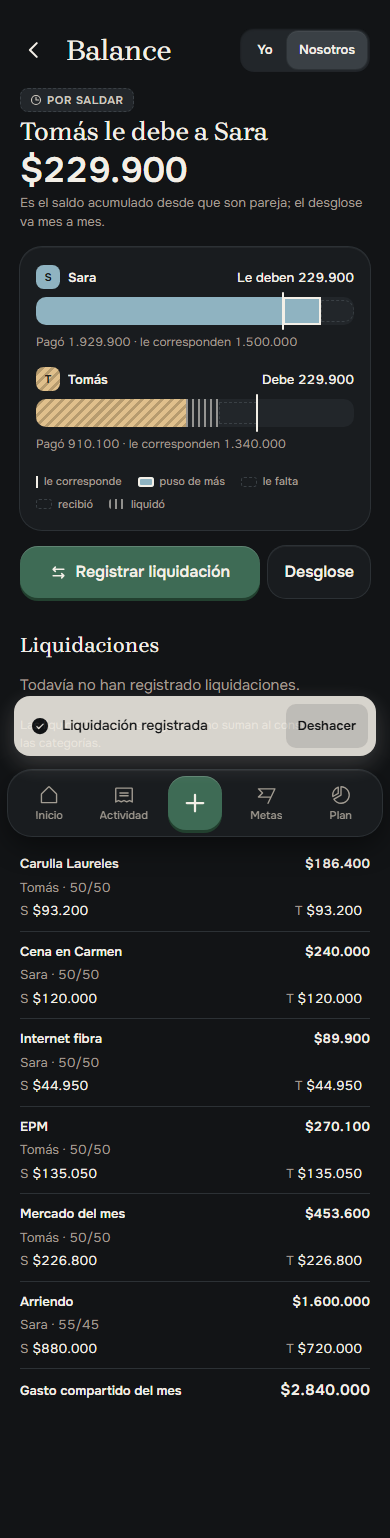 Balance
Yo
Nosotros
POR SALDAR
Tomás le debe a Sara
$229.900
Es el saldo acumulado desde que son pareja; el desglose
va mes a mes.
S Sara Le deben 229.900
Pagó 1.929.900 · le corresponden 1.500.000
T Tomás Debe 229.900
Pagó 910.100 · le corresponden 1.340.000
le corresponde puso de más le falta
recibió liquidó
Registrar liquidación
Desglose
Liquidaciones
Todavía no han registrado liquidaciones.
Liquidación registrada
no suman al
Deshacer
las categorías.
Inicio
Actividad
Metas
Plan
Carulla Laureles $186.400
Tomás · 50/50
S $93.200 T $93.200
Cena en Carmen $240.000
Sara · 50/50
S $120.000 T $120.000
Internet fibra $89.900
Sara · 50/50
S $44.950 T $44.950
EPM $270.100
Tomás · 50/50
S $135.050 T $135.050
Mercado del mes $453.600
Tomás · 50/50
S $226.800 T $226.800
Arriendo $1.600.000
Sara · 55/45
S $880.000 T $720.000
Gasto compartido del mes $2.840.000